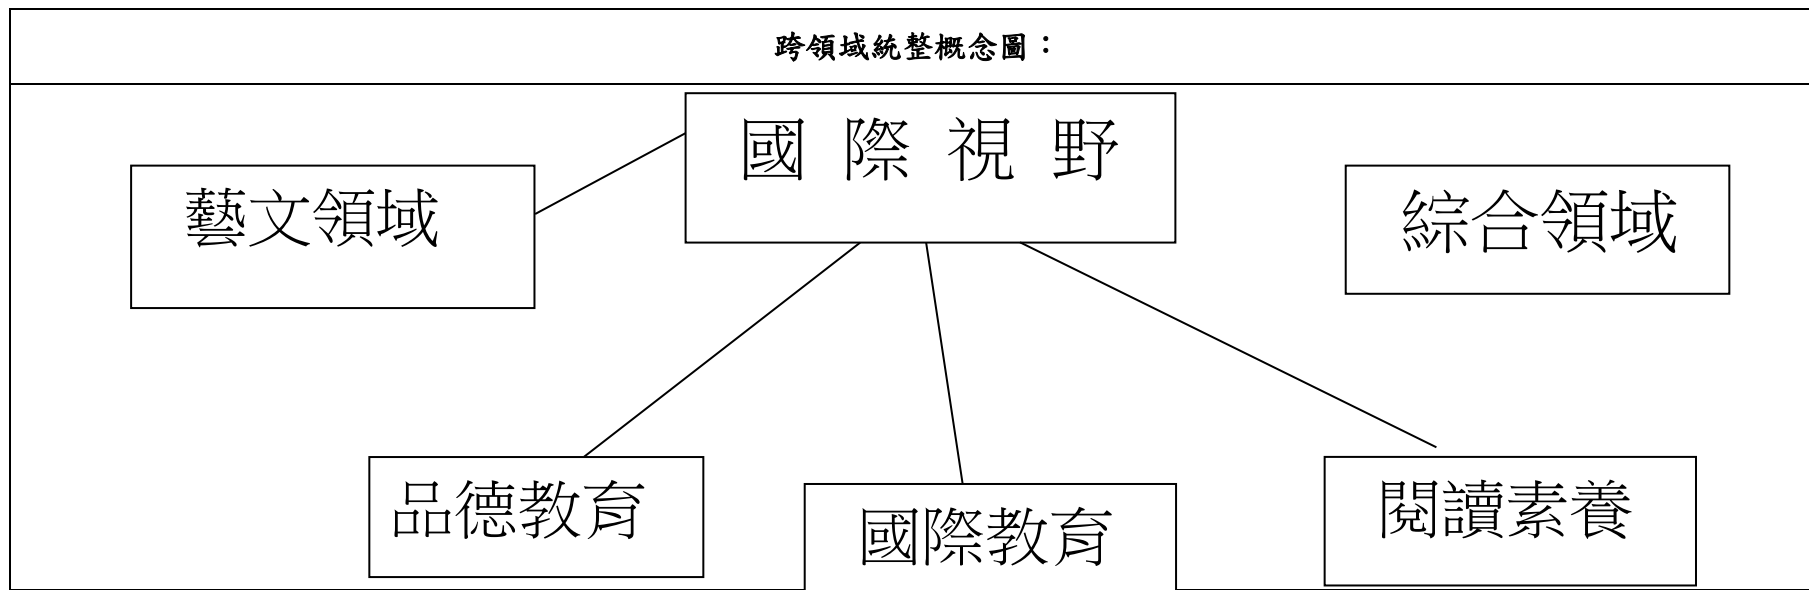 跨領域統整概念圖：
國 際 視 野
藝文領域
綜合領域
品德教育
國際教育
閱讀素養